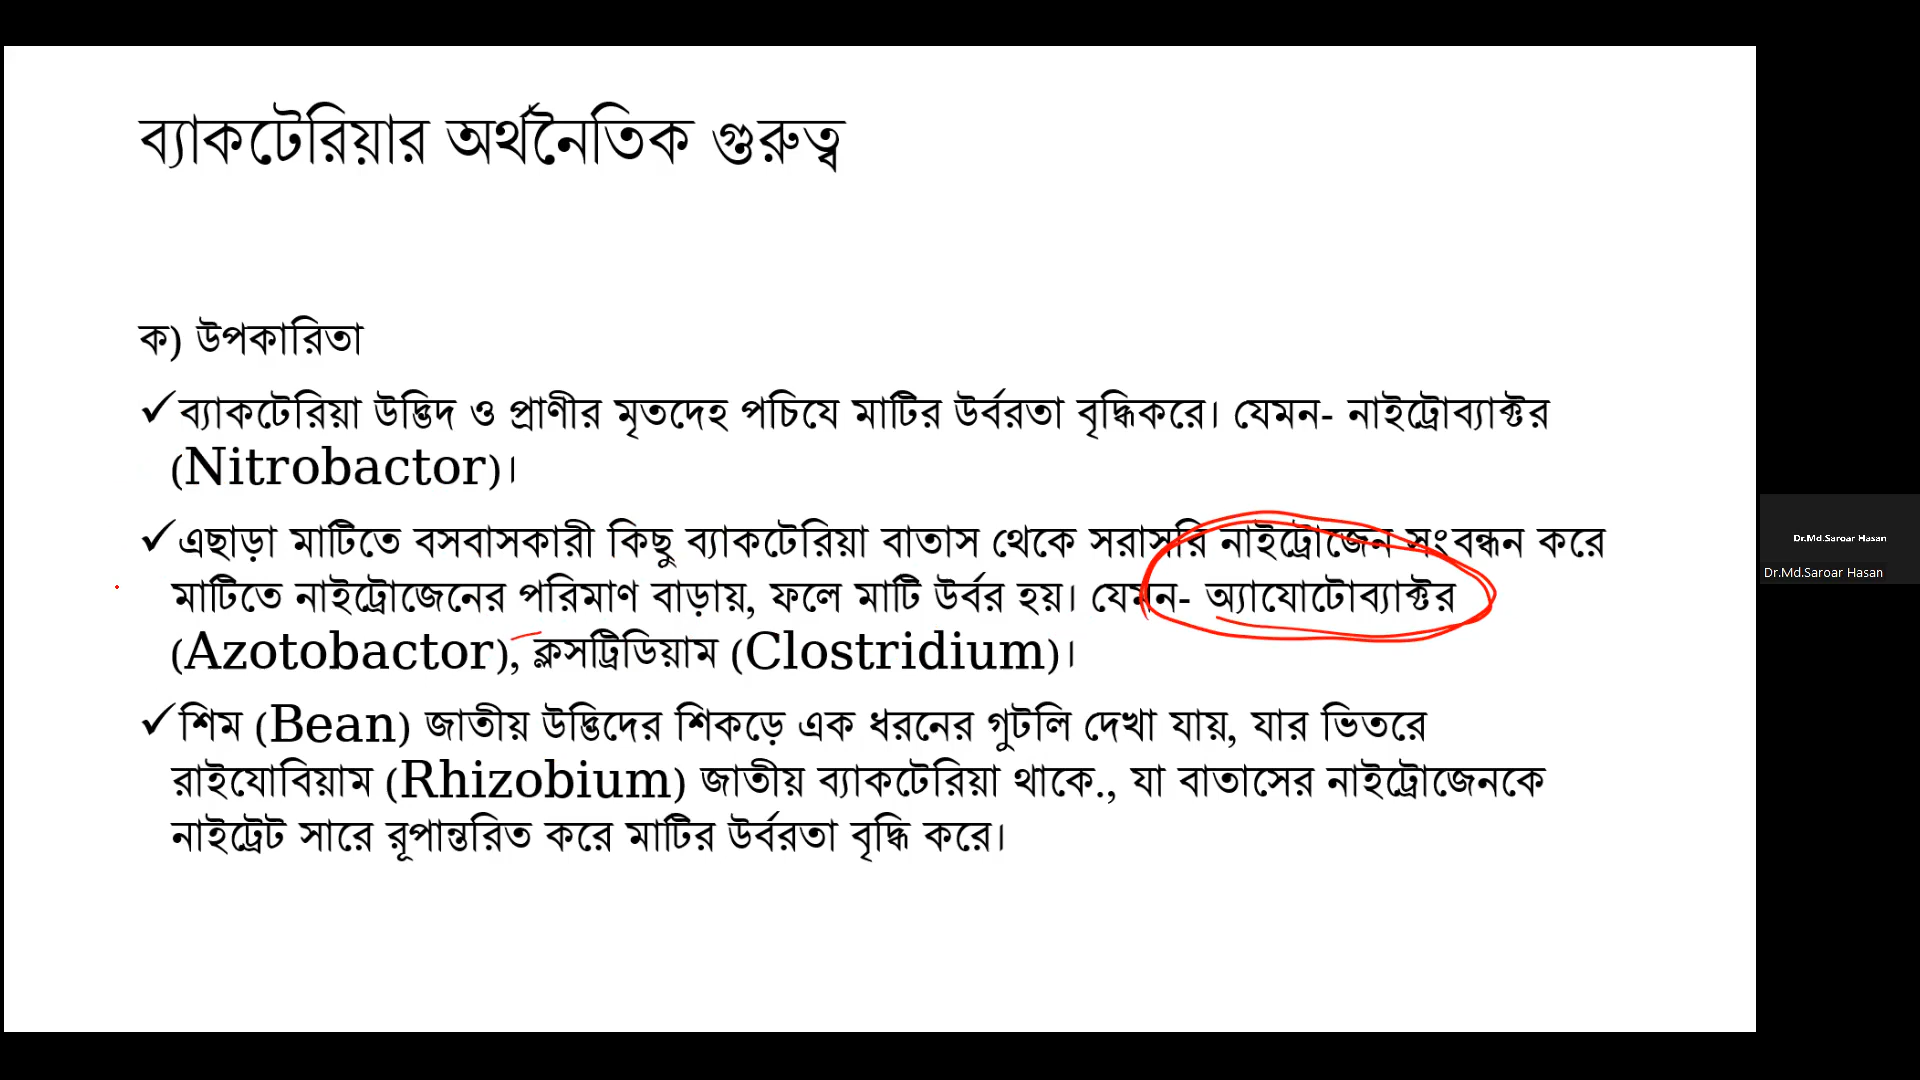 ব্যাকটেরিয়ার অর্থনৈতিক গুরুত্ব
ক) উপকারিতা
✓ব্যাকটেরিয়া উদ্ভিদ ও প্রাণীর মৃতদেহ পচিযে মাটির উর্বরতা বৃদ্ধিকরে। যেমন- নাইট্রোব্যাক্টর
(Nitrobactor)।
✓এছাড়া মাটিতে বসবাসকারী কিছু ব্যাকটেরিয়া বাতাস থেকে সরাসরি নাইট্রোজেন সংবন্ধন করে
মাটিতে নাইট্রোজেনের পরিমাণ বাড়ায়, ফলে মাটি উর্বর হয়। যেমন- অ্যাযোটোব্যাক্টর
(Azotobactor), ক্লসট্রিডিয়াম (Clostridium)।
✓শিম (Bean) জাতীয় উদ্ভিদের শিকড়ে এক ধরনের গুটলি দেখা যায়, যার ভিতরে
রাইযোবিয়াম (Rhizobium) জাতীয় ব্যাকটেরিয়া থাকে., যা বাতাসের নাইট্রোজেনকে
নাইট্রেট সারে রূপান্তরিত করে মাটির উর্বরতা বৃদ্ধি করে।
Dr.Md.Saroar Hasan
Dr.Md.Saroar Hasan